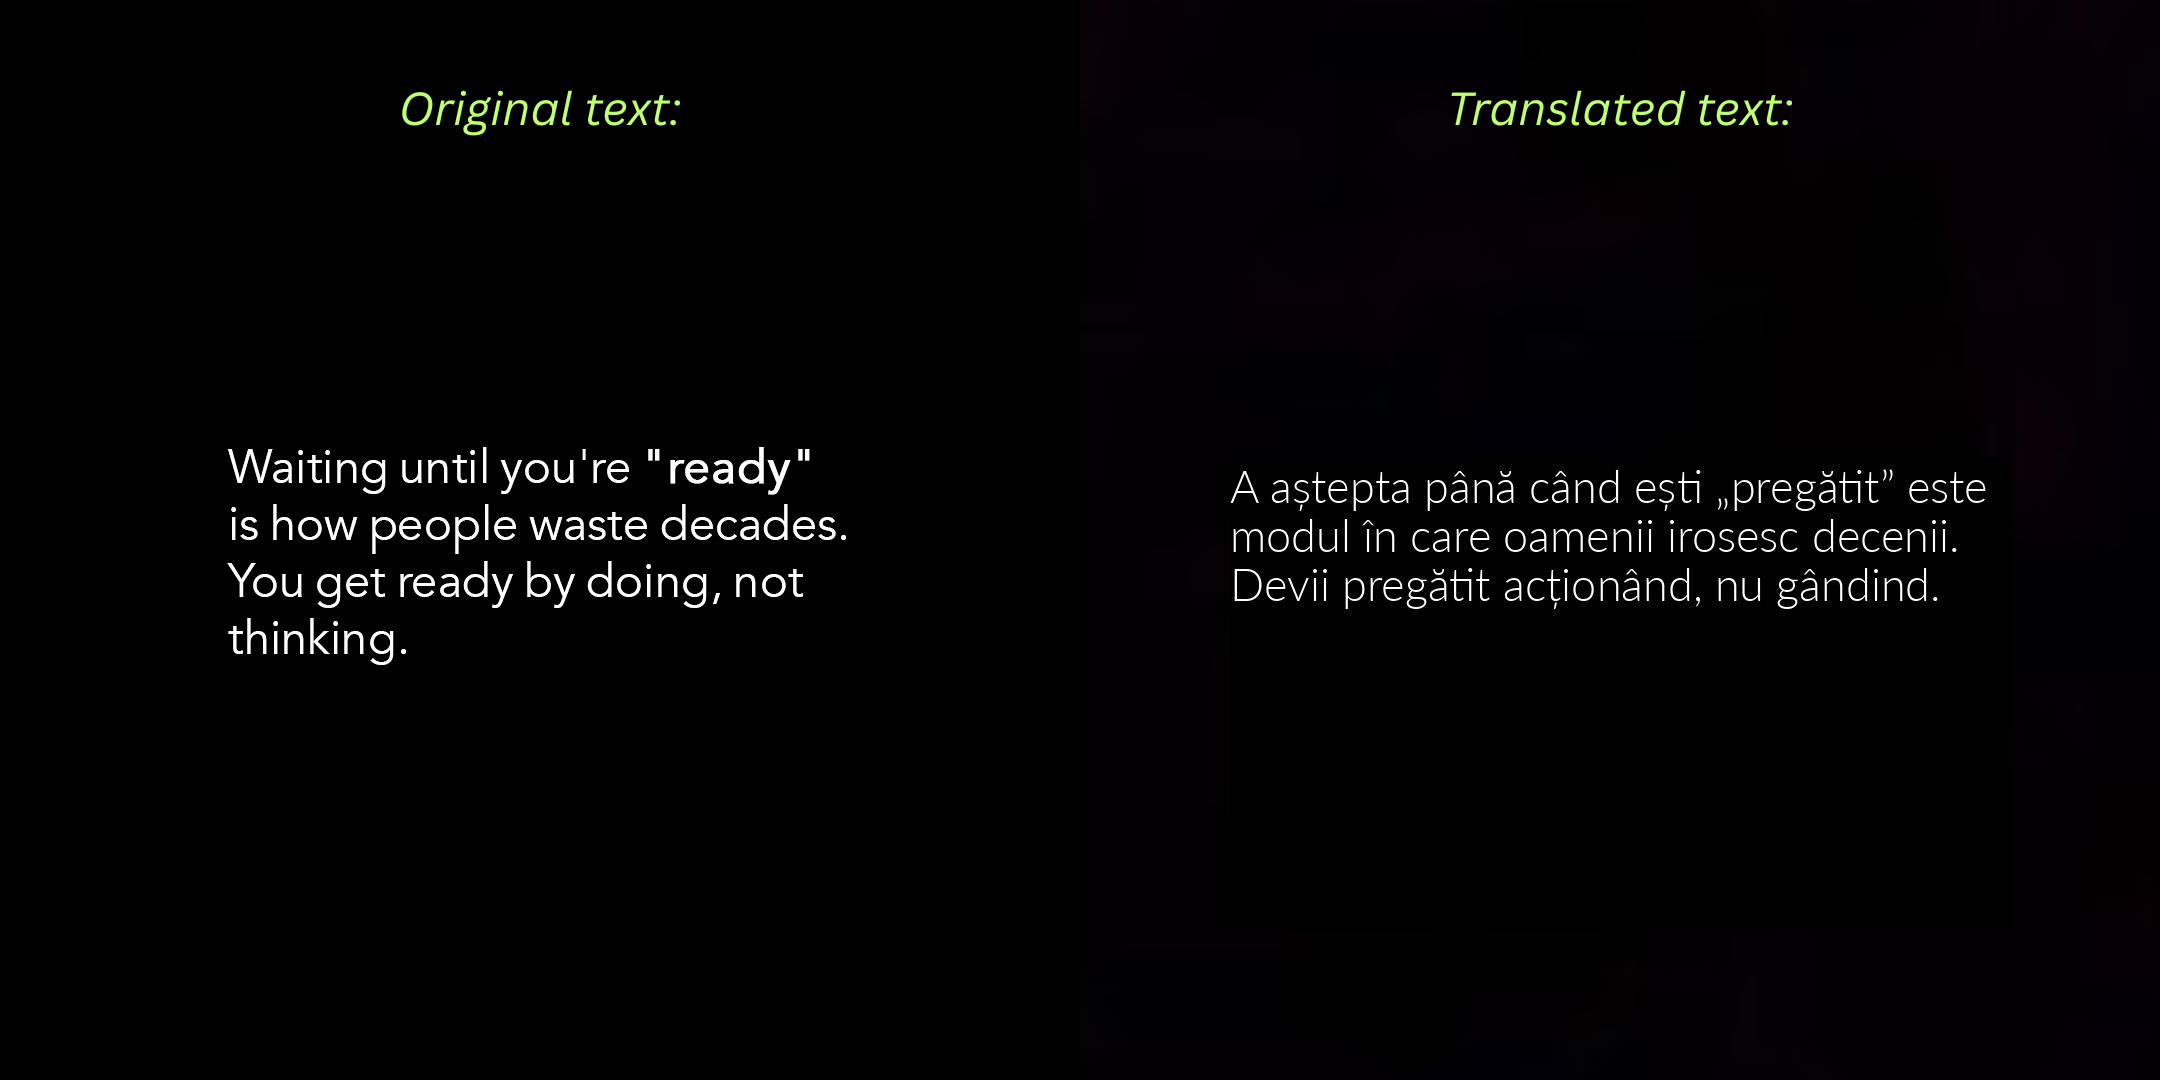 Original text:
Waiting until you're "ready"
is how people waste decades.
You get ready by doing, not
thinking.
Translated text:
A aștepta până când ești „pregătit” este
modul în care oamenii irosesc decenii.
Devii pregătit acționând, nu gândind.